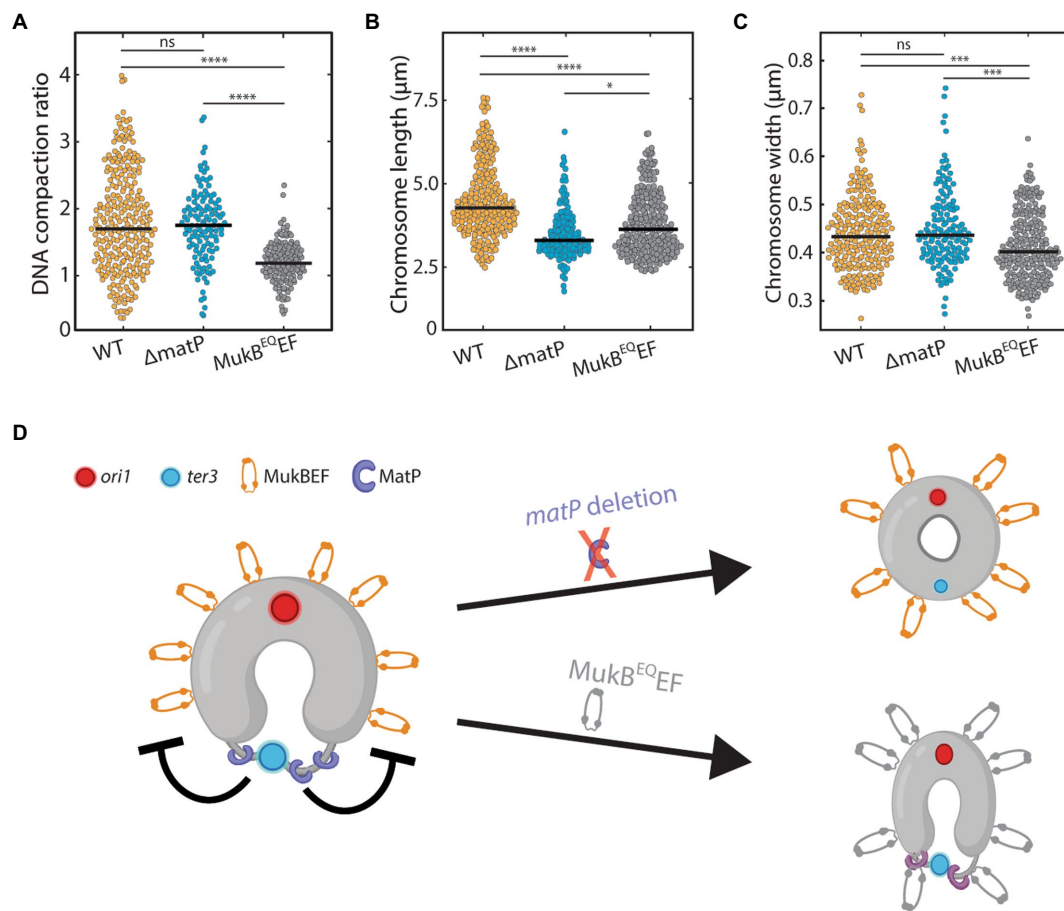 A
DNA compaction ratio
4
3
2
1
0
ns
****
****
WT
ΔmatP
MukB^EQEF
B
Chromosome length (μm)
7.5
5.0
2.5
0
****
****
*
WT
ΔmatP
MukB^EQEF
C
Chromosome width (μm)
0.8
0.7
0.6
0.5
0.4
0.3
ns
***
***
WT
ΔmatP
MukB^EQEF
D
ori1
ter3
MukBEF
MatP
matP deletion
MukB^EQEF